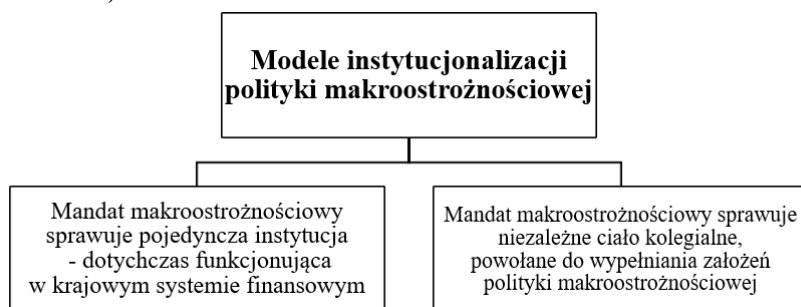 Modele instytucjonalizacji
polityki makroostrożnościowej
Mandat makroostrożnościowy
sprawuje pojedyncza instytucja
- dotychczas funkcjonująca
w krajowym systemie finansowym
Mandat makroostrożnościowy sprawuje
niezależne ciało kolegialne,
powołane do wypełniania założeń
polityki makroostrożnościowej